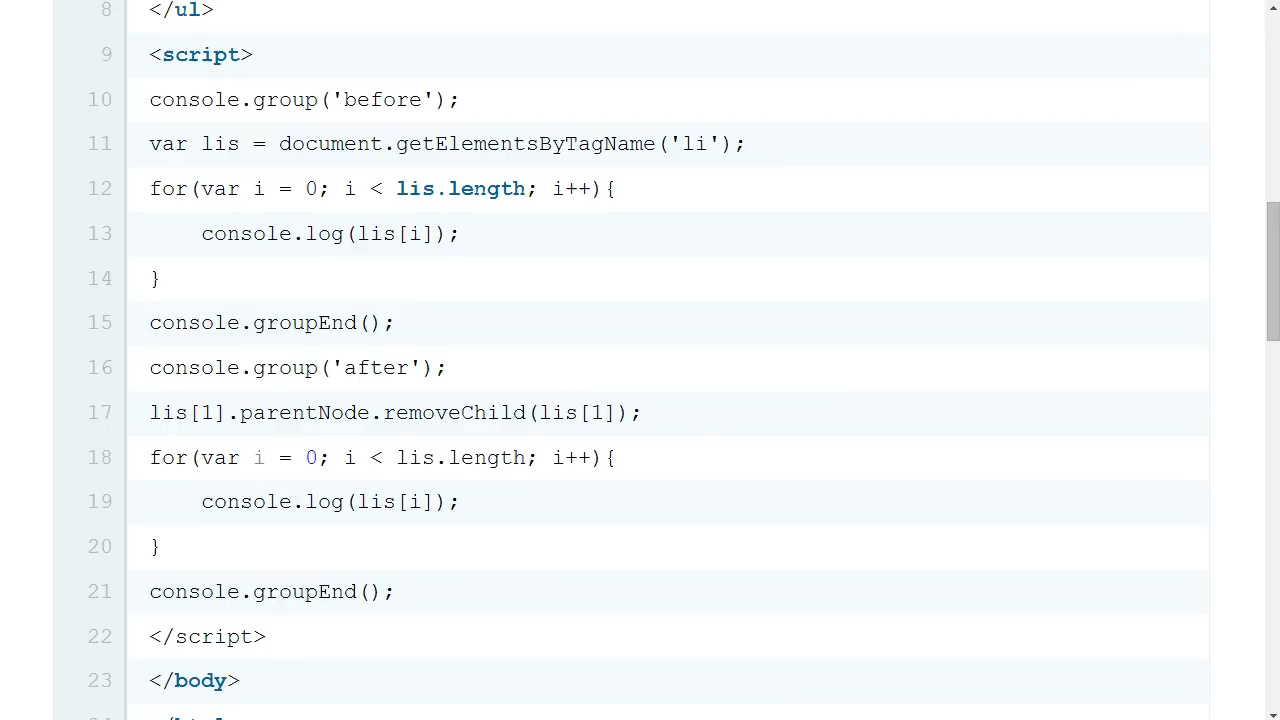 8 </ul>
9 <script>
10 console.group('before');
11 var lis = document.getElementsByTagName('li');
12 for(var i = 0; i < lis.length; i++){
13     console.log(lis[i]);
14 }
15 console.groupEnd();
16 console.group('after');
17 lis[1].parentNode.removeChild(lis[1]);
18 for(var i = 0; i < lis.length; i++){
19     console.log(lis[i]);
20 }
21 console.groupEnd();
22 </script>
23 </body>